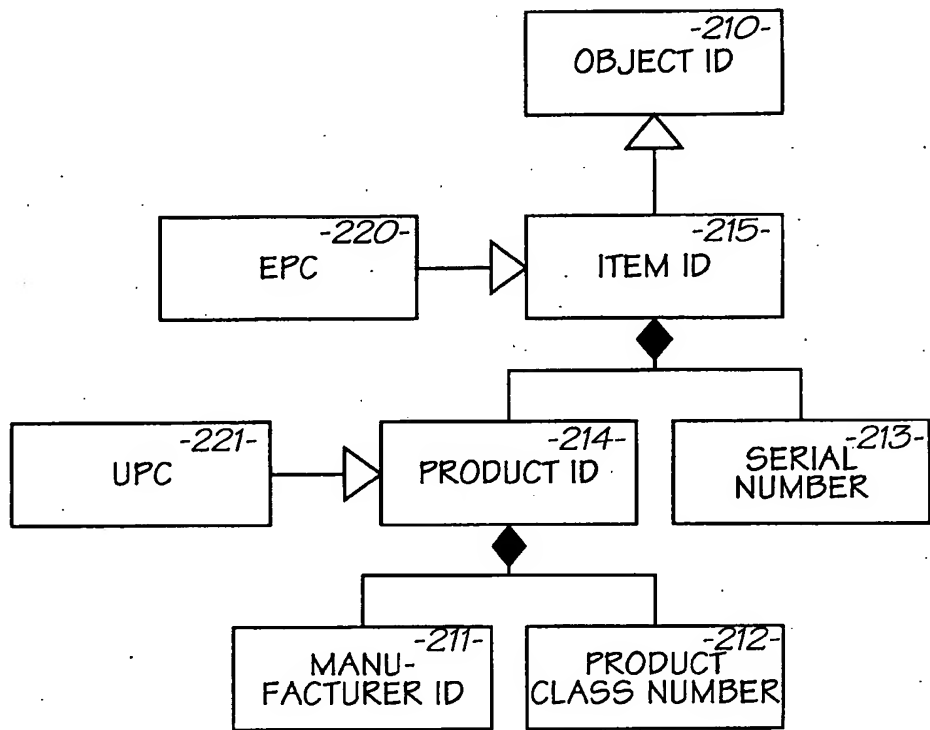 -210-
OBJECT ID
-220-
EPC
-215-
ITEM ID
-221-
UPC
-214-
PRODUCT ID
-213-
SERIAL
NUMBER
-211-
MANU-
FACTURER ID
-212-
PRODUCT
CLASS NUMBER